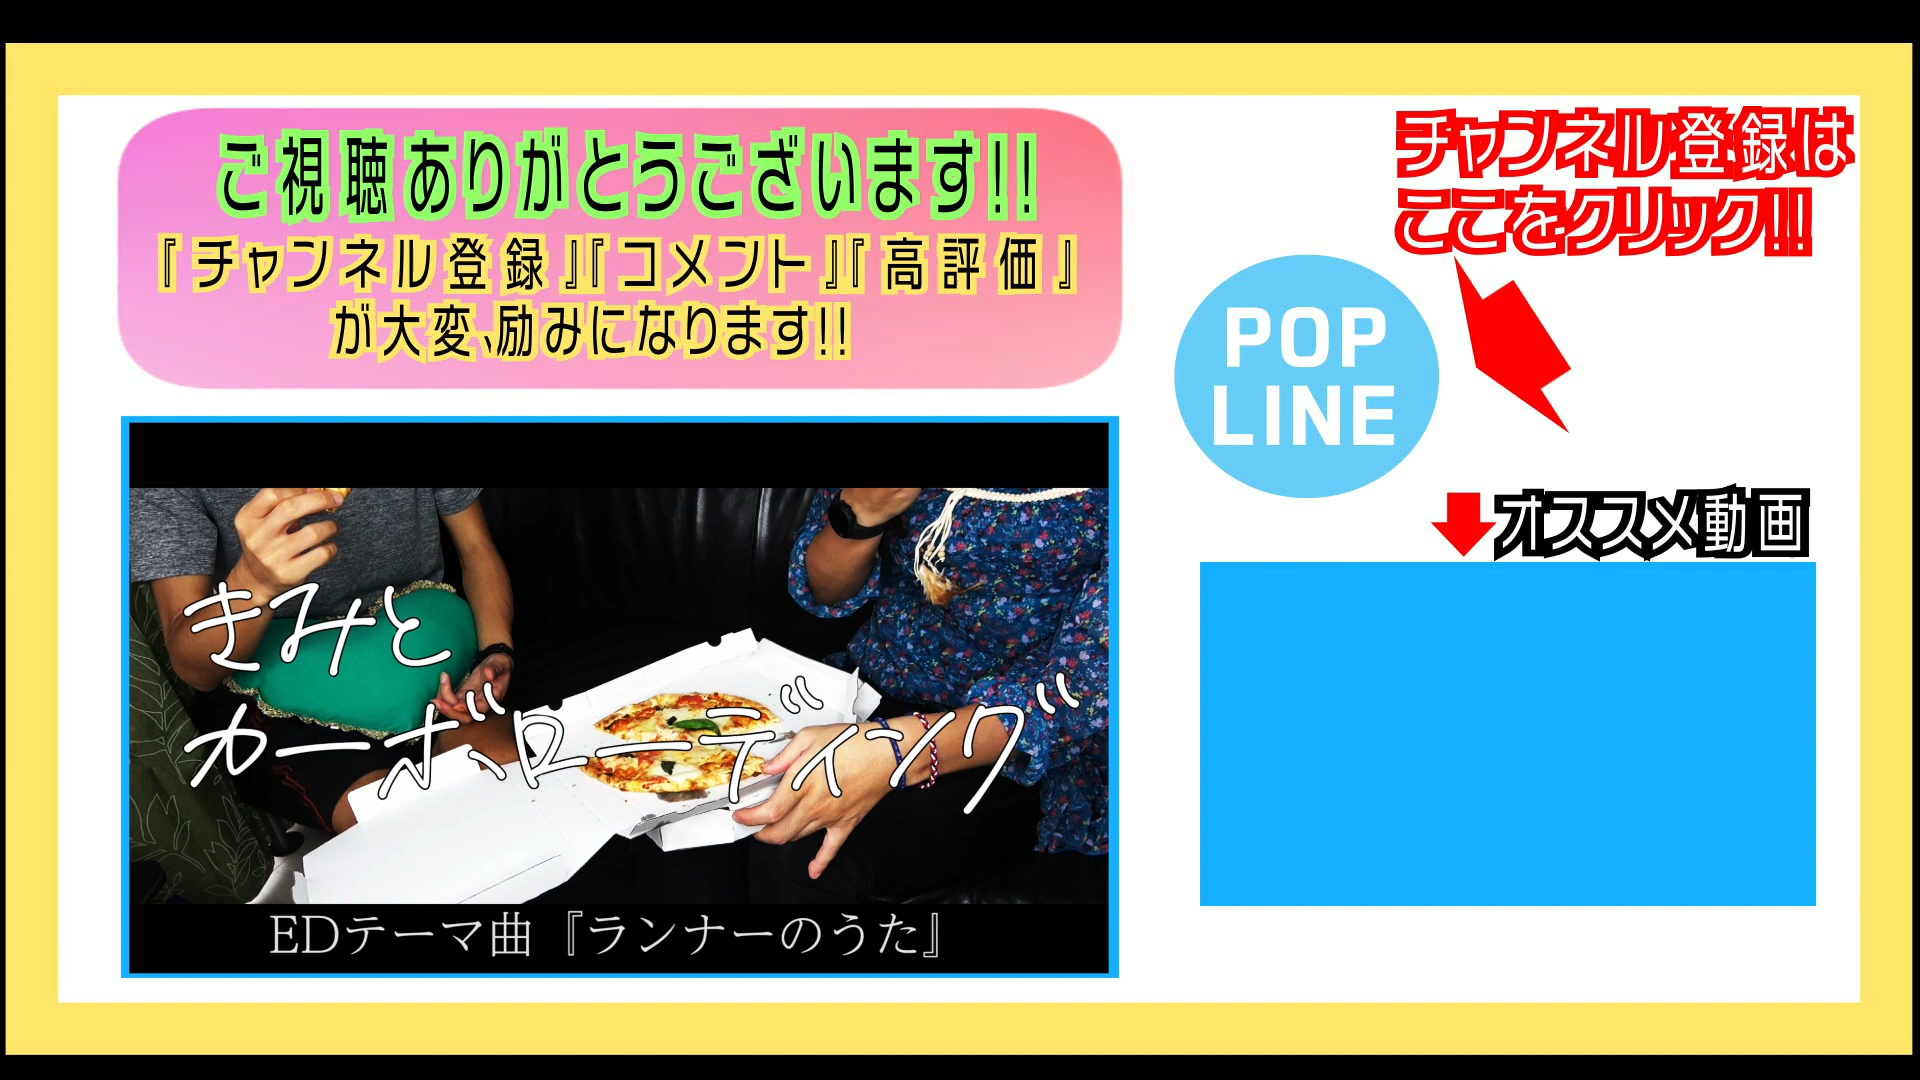 ご視聴ありがとうございます!!
『チャンネル登録』『コメント』『高評価』
が大変、励みになります!!
チャンネル登録は
ここをクリック!!
POP
LINE
オススメ動画
きみと
カーボローディング
EDテーマ曲『ランナーのうた』